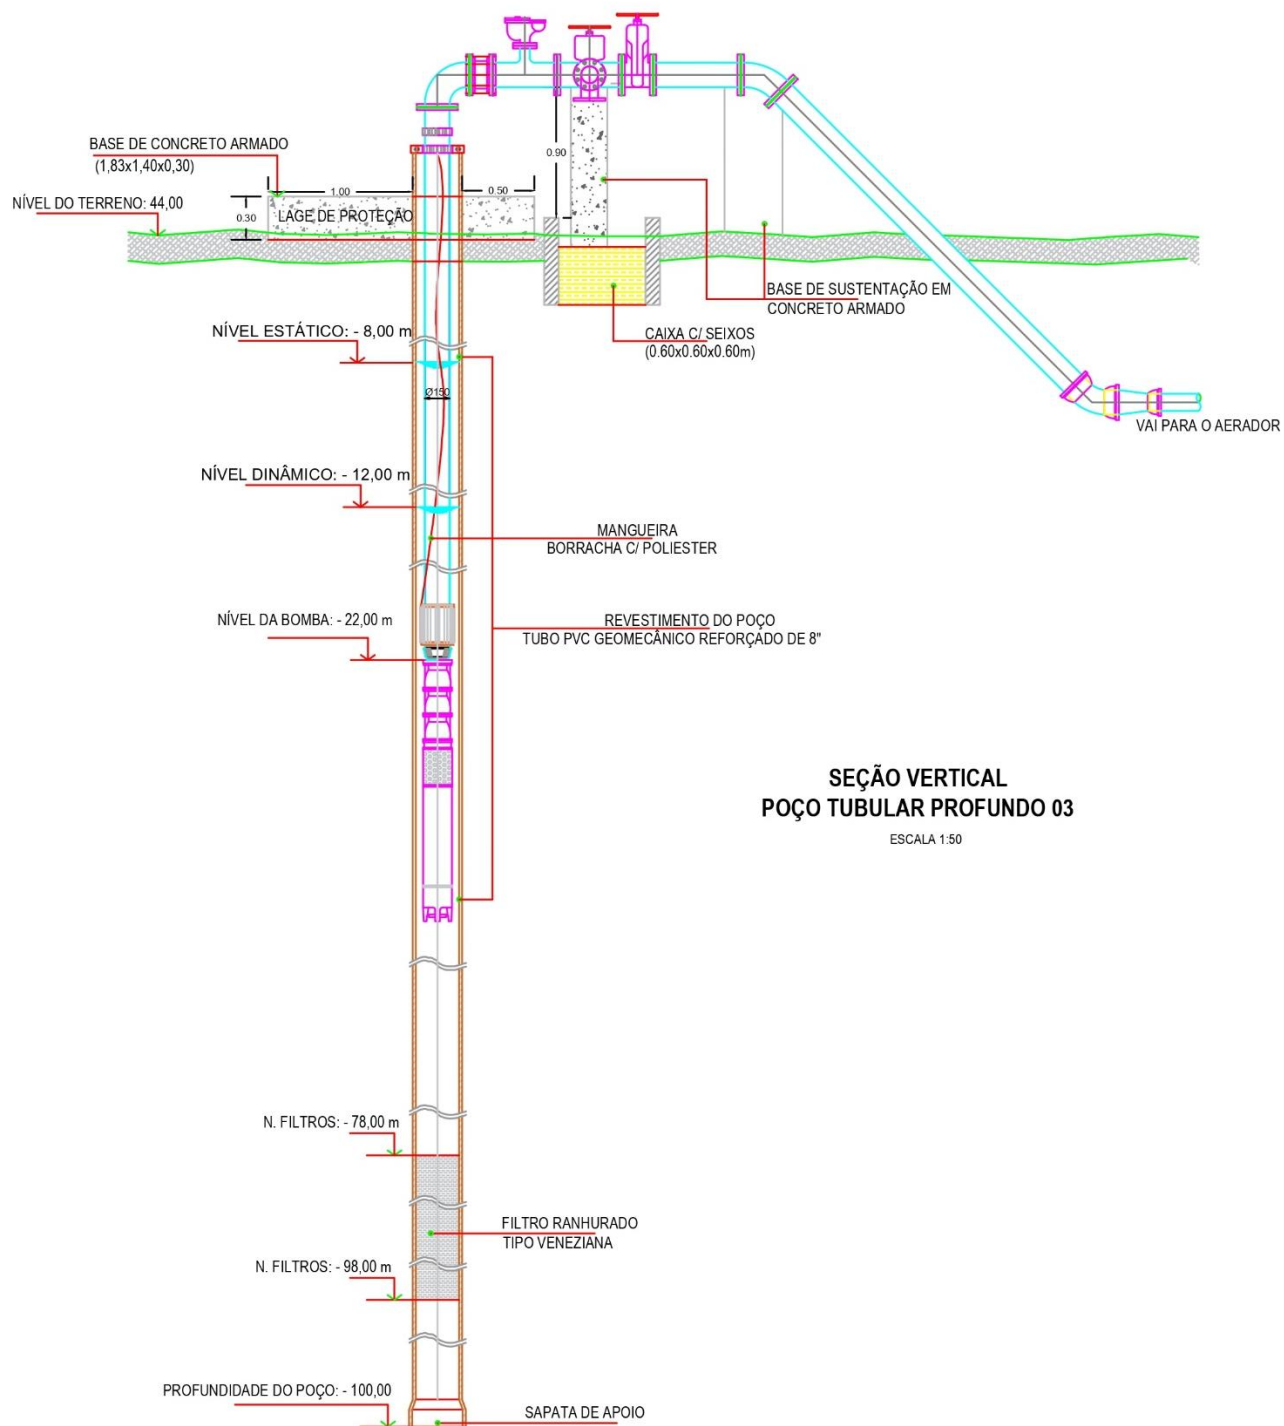 BASE DE CONCRETO ARMADO
(1,83x1,40x0,30)
NÍVEL DO TERRENO: 44,00
1.00
0.50
0.30
LAGE DE PROTEÇÃO
0.90
BASE DE SUSTENTAÇÃO EM
CONCRETO ARMADO
CAIXA C/ SEIXOS
(0.60x0.60x0.60m)
NÍVEL ESTÁTICO: - 8,00 m
Ø150
VAI PARA O AERADOR
NÍVEL DINÂMICO: - 12,00 m
MANGUEIRA
BORRACHA C/ POLIESTER
NÍVEL DA BOMBA: - 22,00 m
REVESTIMENTO DO POÇO
TUBO PVC GEOMECÂNICO REFORÇADO DE 8"
SEÇÃO VERTICAL
POÇO TUBULAR PROFUNDO 03
ESCALA 1:50
N. FILTROS: - 78,00 m
FILTRO RANHURADO
TIPO VENEZIANA
N. FILTROS: - 98,00 m
PROFUNDIDADE DO POÇO: - 100,00
SAPATA DE APOIO